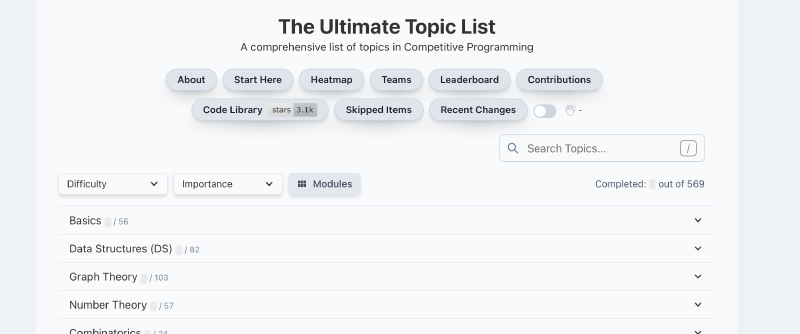 The Ultimate Topic List
A comprehensive list of topics in Competitive Programming
About Start Here Heatmap Teams Leaderboard Contributions
Code Library stars 3.1k Skipped Items Recent Changes -
Search Topics... /
Difficulty Importance Modules Completed: out of 569
Basics / 56
Data Structures (DS) / 82
Graph Theory / 103
Number Theory / 57
Combinatorics / 24